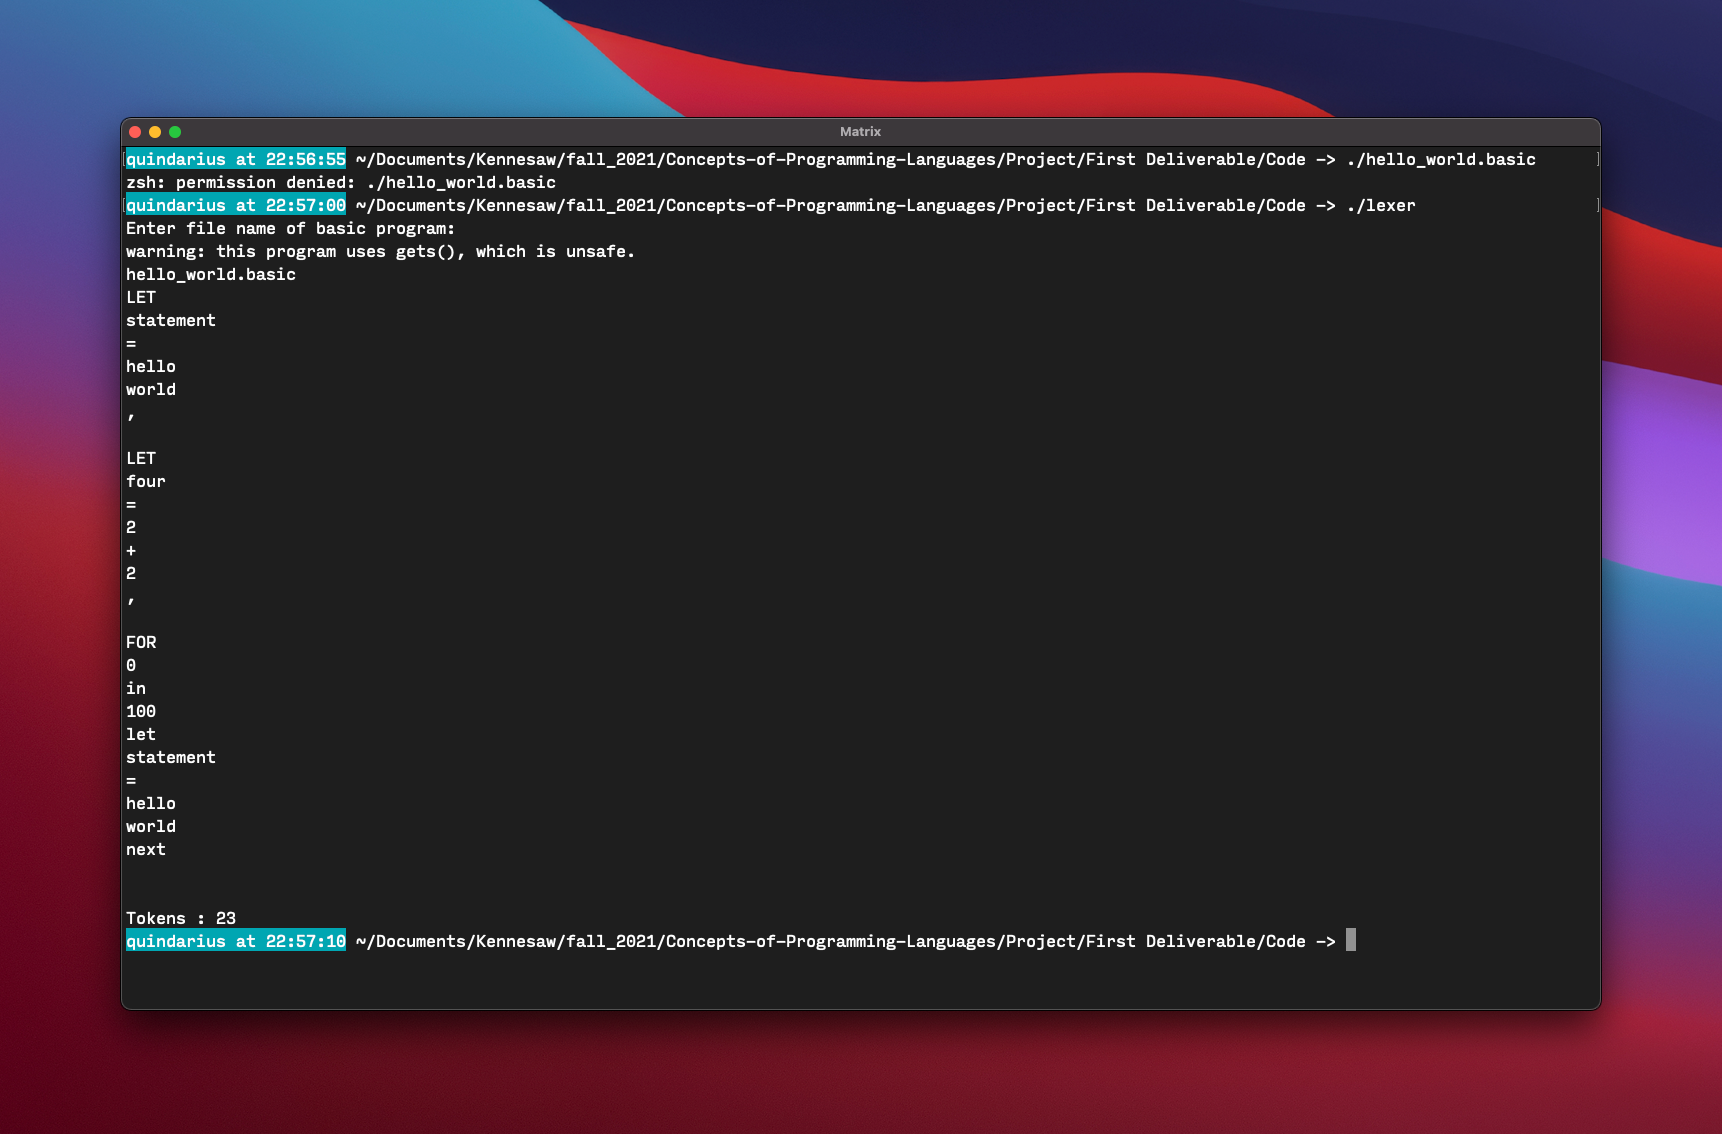 Matrix
[quindarius at 22:56:55 ~/Documents/Kennesaw/fall_2021/Concepts-of-Programming-Languages/Project/First Deliverable/Code -> ./hello_world.basic ]
zsh: permission denied: ./hello_world.basic
[quindarius at 22:57:00 ~/Documents/Kennesaw/fall_2021/Concepts-of-Programming-Languages/Project/First Deliverable/Code -> ./lexer ]
Enter file name of basic program:
warning: this program uses gets(), which is unsafe.
hello_world.basic
LET
statement
=
hello
world
,
LET
four
=
2
+
2
,
FOR
0
in
100
let
statement
=
hello
world
next
Tokens : 23
quindarius at 22:57:10 ~/Documents/Kennesaw/fall_2021/Concepts-of-Programming-Languages/Project/First Deliverable/Code ->